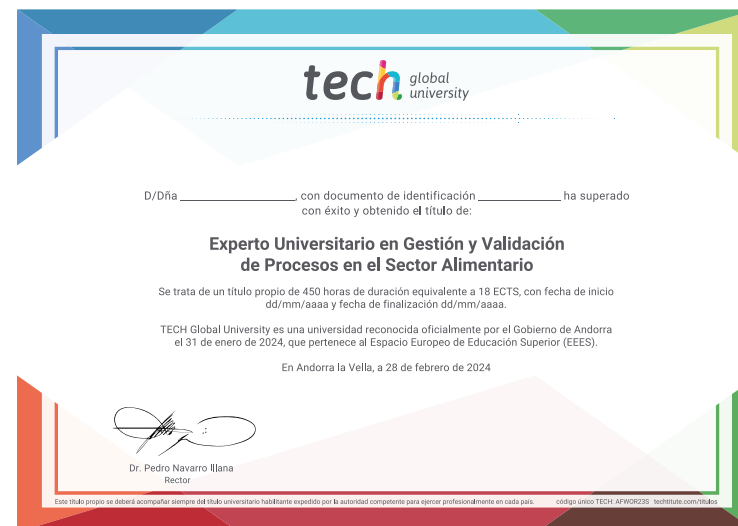 tech global
university
D/Dña ______________, con documento de identificación ______________ ha superado
con éxito y obtenido el título de:
Experto Universitario en Gestión y Validación
de Procesos en el Sector Alimentario
Se trata de un título propio de 450 horas de duración equivalente a 18 ECTS, con fecha de inicio
dd/mm/aaaa y fecha de finalización dd/mm/aaaa.
TECH Global University es una universidad reconocida oficialmente por el Gobierno de Andorra
el 31 de enero de 2024, que pertenece al Espacio Europeo de Educación Superior (EEES).
En Andorra la Vella, a 28 de febrero de 2024
Dr. Pedro Navarro Illana
Rector
Este título propio se deberá acompañar siempre del título universitario habilitante expedido por la autoridad competente para ejercer profesionalmente en cada país. código único TECH: AFWOR23S techtitute.com/titulos